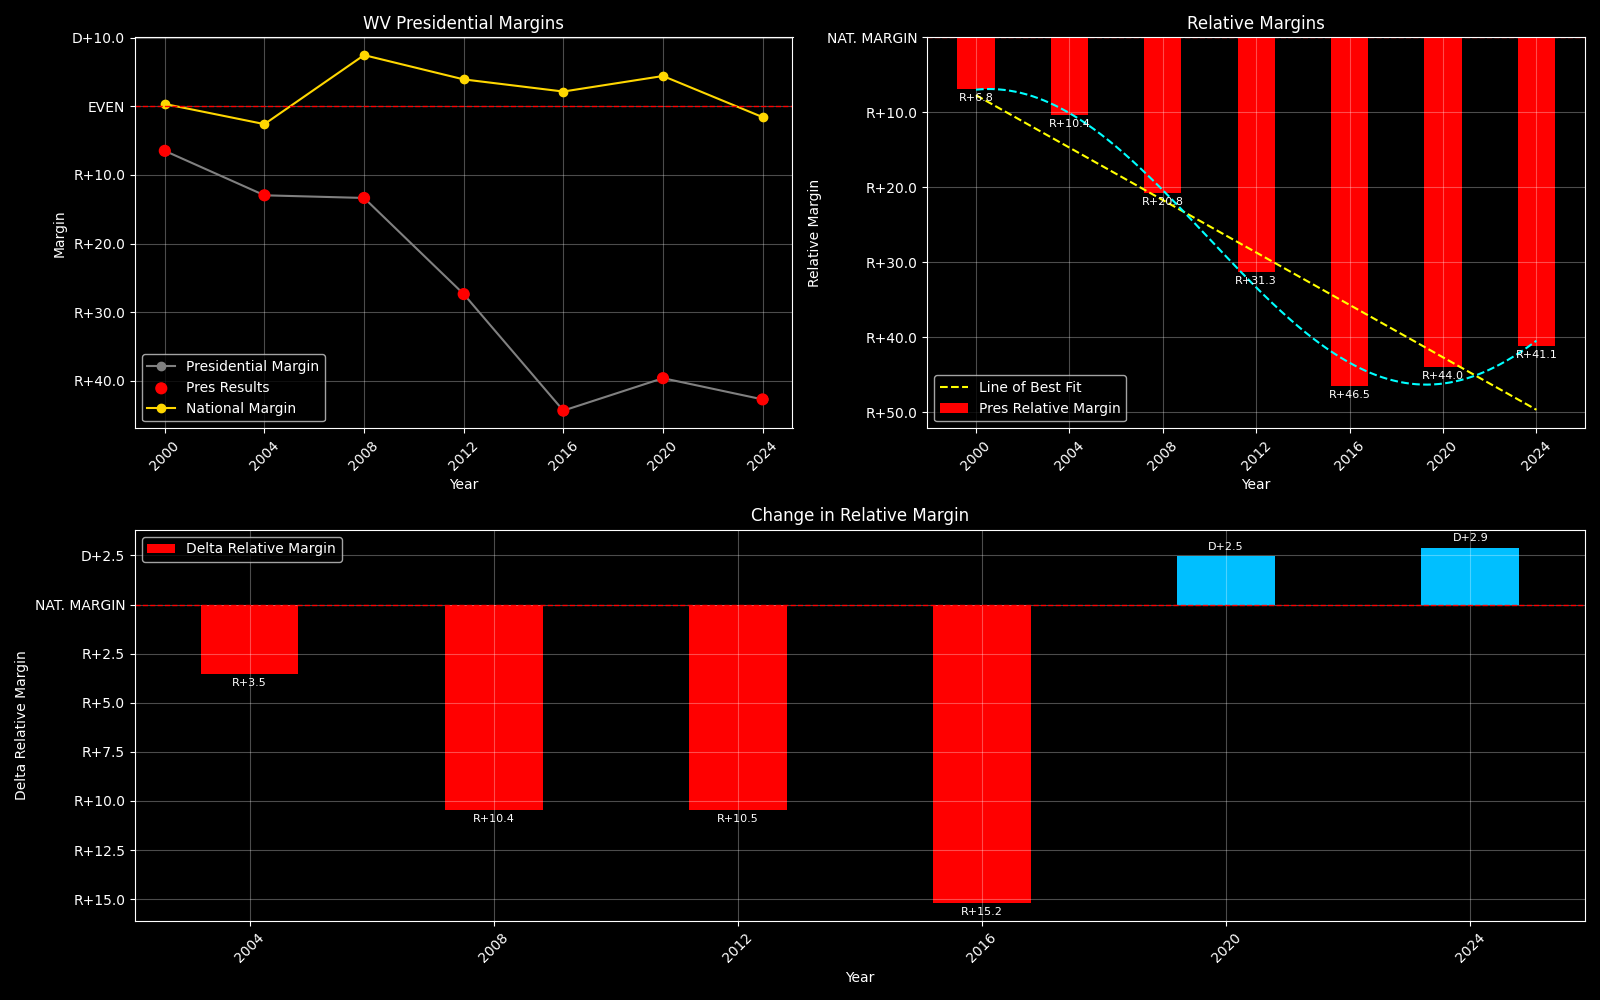 WV Presidential Margins
D+10.0
EVEN
R+10.0
R+20.0
R+30.0
R+40.0
Margin
Presidential Margin
Pres Results
National Margin
2000
2004
2008
2012
2016
2020
2024
Year
Relative Margins
NAT. MARGIN
R+10.0
R+20.0
R+30.0
R+40.0
R+50.0
Relative Margin
R+6.8
R+10.4
R+20.8
R+31.3
R+46.5
R+44.0
R+41.1
Line of Best Fit
Pres Relative Margin
2000
2004
2008
2012
2016
2020
2024
Year
Change in Relative Margin
D+2.5
NAT. MARGIN
R+2.5
R+5.0
R+7.5
R+10.0
R+12.5
R+15.0
Delta Relative Margin
Delta Relative Margin
R+3.5
R+10.4
R+10.5
R+15.2
D+2.5
D+2.9
2004
2008
2012
2016
2020
2024
Year